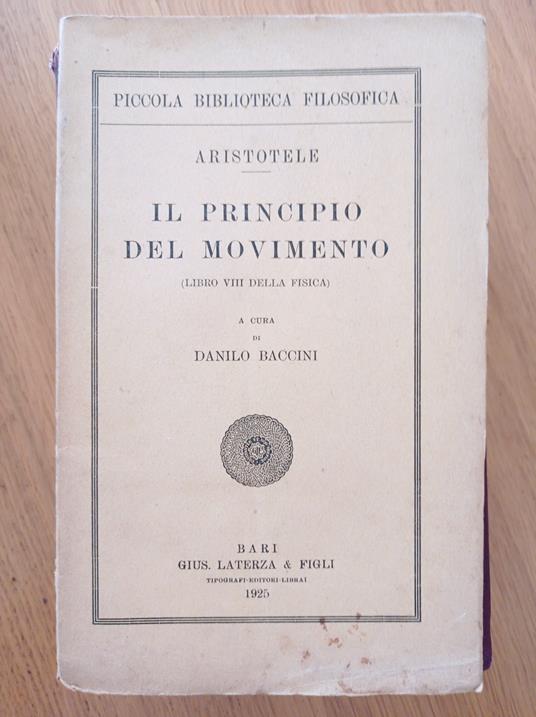 PICCOLA BIBLIOTECA FILOSOFICA
ARISTOTELE
IL PRINCIPIO
DEL MOVIMENTO
(LIBRO VIII DELLA FISICA)
A CURA
DI
DANILO BACCINI
BARI
GIUS. LATERZA & FIGLI
TIPOGRAFI-EDITORI-LIBRAI
1925